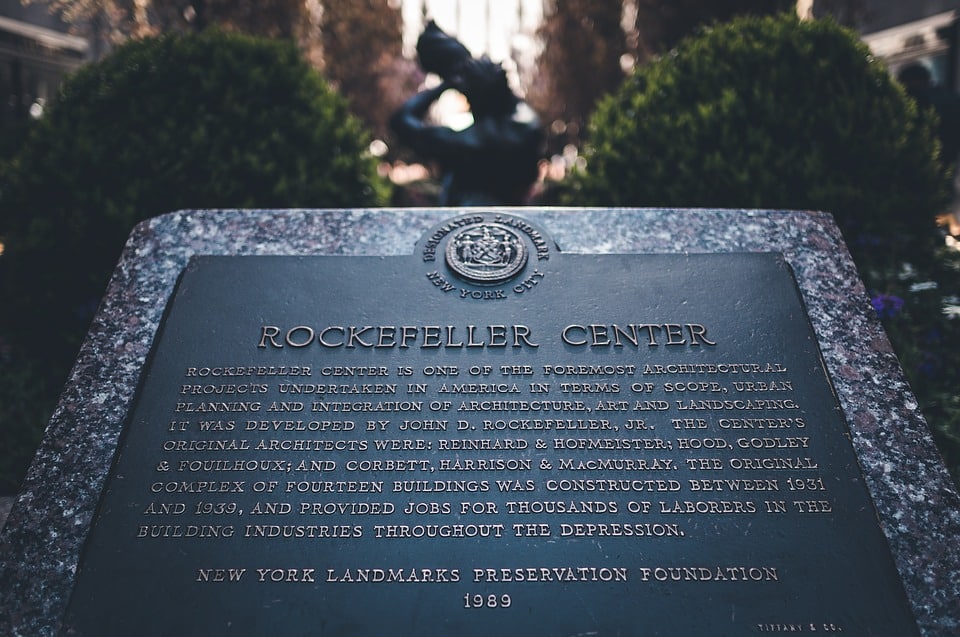 DESIGNATED LANDMARK
NEW YORK CITY
ROCKEFELLER CENTER
ROCKEFELLER CENTER IS ONE OF THE FOREMOST ARCHITECTURAL
PROJECTS UNDERTAKEN IN AMERICA IN TERMS OF SCOPE, URBAN
PLANNING AND INTEGRATION OF ARCHITECTURE, ART AND LANDSCAPING.
IT WAS DEVELOPED BY JOHN D. ROCKEFELLER, JR. THE CENTER'S
ORIGINAL ARCHITECTS WERE: REINHARD & HOFMEISTER; HOOD, GODLEY
& FOUILHOUX; AND CORBETT, HARRISON & MACMURRAY. THE ORIGINAL
COMPLEX OF FOURTEEN BUILDINGS WAS CONSTRUCTED BETWEEN 1931
AND 1939, AND PROVIDED JOBS FOR THOUSANDS OF LABORERS IN THE
BUILDING INDUSTRIES THROUGHOUT THE DEPRESSION.
NEW YORK LANDMARKS PRESERVATION FOUNDATION
1989
TIFFANY & CO.